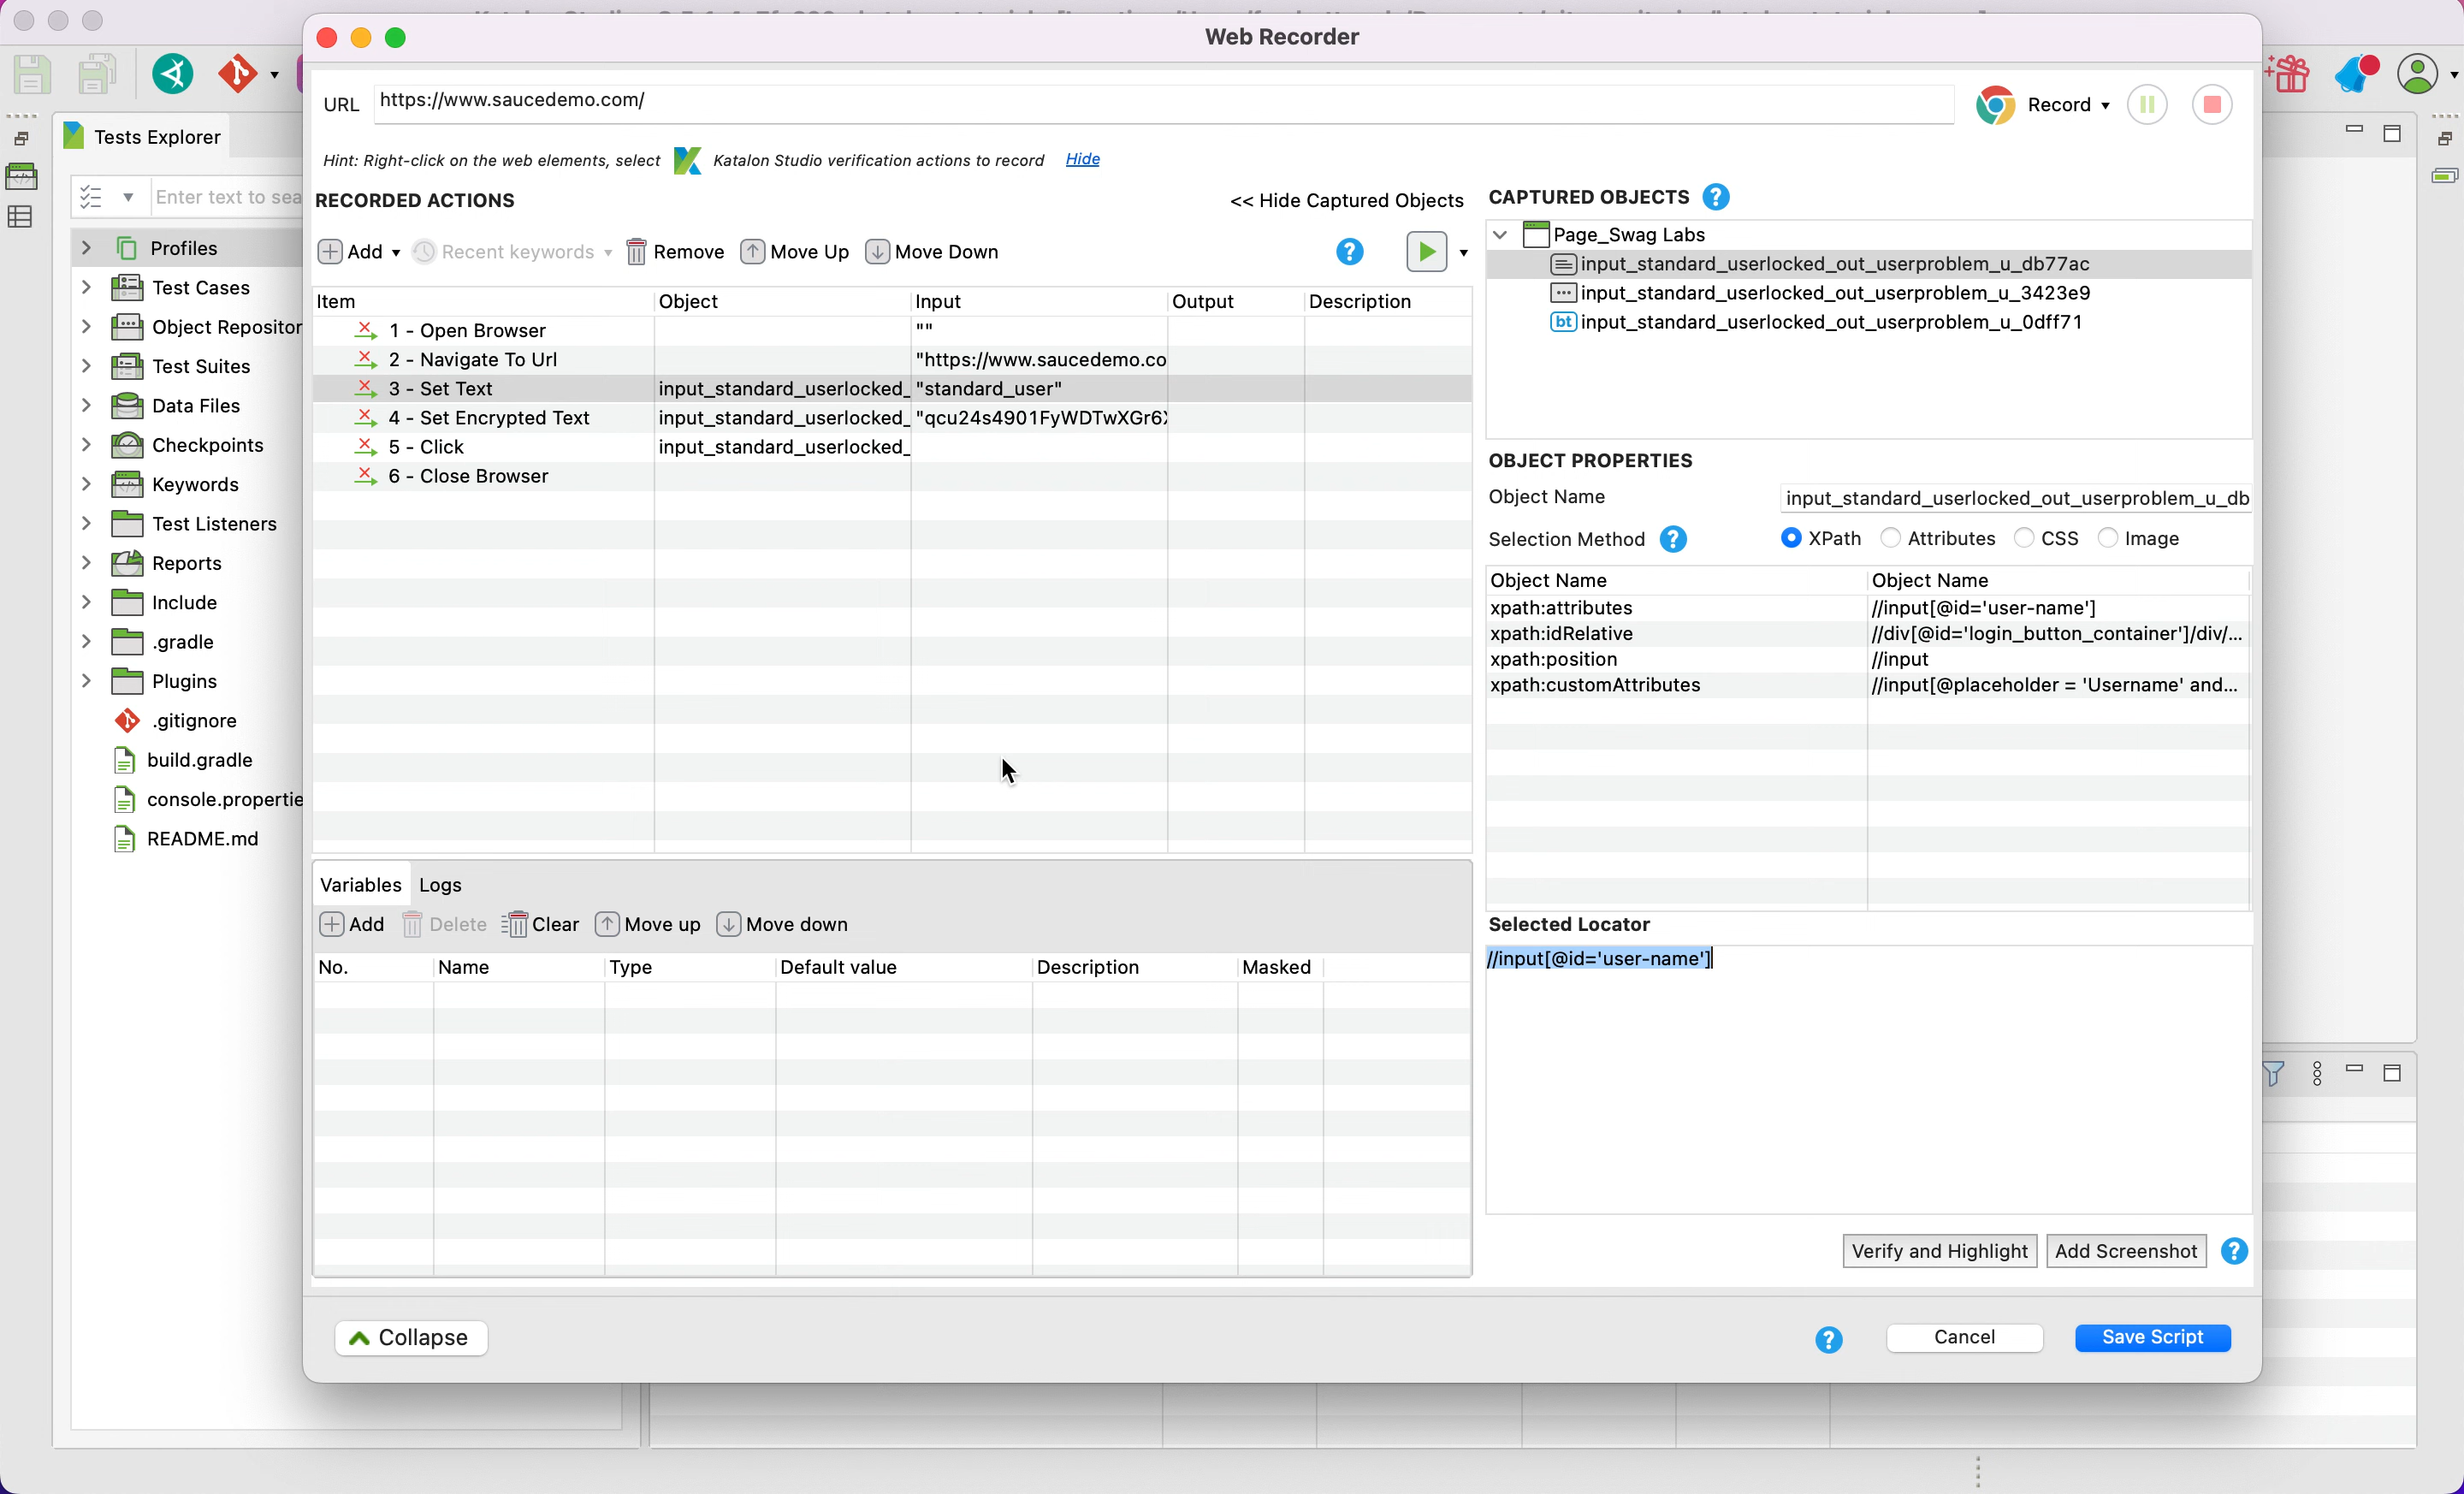 Web Recorder
URL
https://www.saucedemo.com/
Record
Tests Explorer
Hint: Right-click on the web elements, select
Katalon Studio verification actions to record
Hide
Enter text to sea
RECORDED ACTIONS
<< Hide Captured Objects
CAPTURED OBJECTS
Add
Recent keywords
Remove
Move Up
Move Down
Item
Object
Input
Output
Description
1 - Open Browser
""
2 - Navigate To Url
"https://www.saucedemo.co
3 - Set Text
input_standard_userlocked_
"standard_user"
4 - Set Encrypted Text
input_standard_userlocked_
"qcu24s4901FyWDTwXGr6
5 - Click
input_standard_userlocked_
6 - Close Browser
Page_Swag Labs
input_standard_userlocked_out_userproblem_u_db77ac
input_standard_userlocked_out_userproblem_u_3423e9
bt
input_standard_userlocked_out_userproblem_u_0dff71
OBJECT PROPERTIES
Object Name
input_standard_userlocked_out_userproblem_u_db
Selection Method
XPath
Attributes
CSS
Image
Object Name
Object Name
xpath:attributes
//input[@id='user-name']
xpath:idRelative
//div[@id='login_button_container']/div/...
xpath:position
//input
xpath:customAttributes
//input[@placeholder = 'Username' and...
Selected Locator
//input[@id='user-name']
Verify and Highlight
Add Screenshot
Profiles
Test Cases
Object Repositor
Test Suites
Data Files
Checkpoints
Keywords
Test Listeners
Reports
Include
.gradle
Plugins
.gitignore
build.gradle
console.propertie
README.md
Variables
Logs
Add
Delete
Clear
Move up
Move down
No.
Name
Type
Default value
Description
Masked
Collapse
Cancel
Save Script